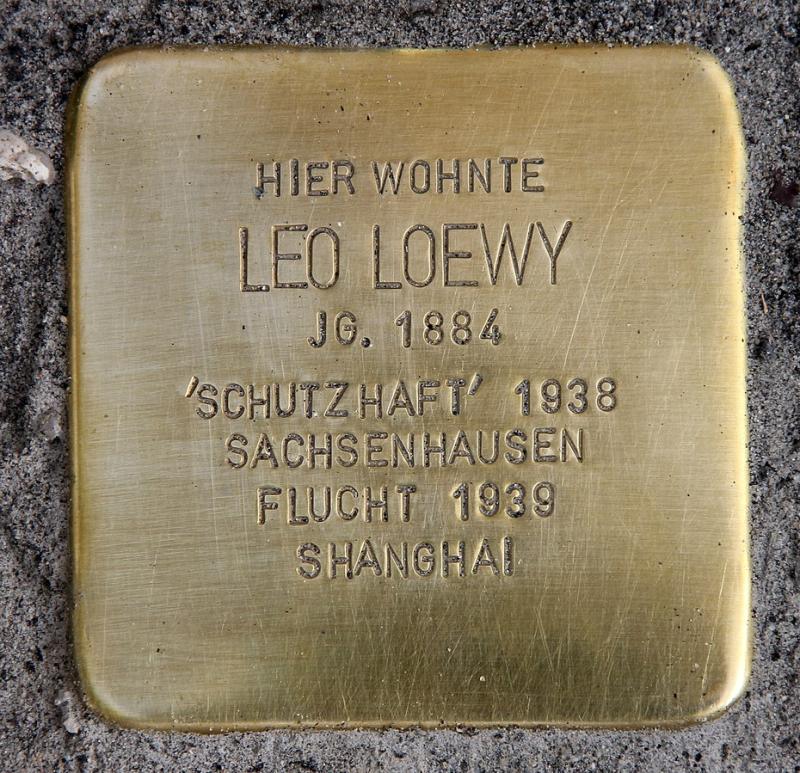 HIER WOHNTE
LEO LOEWY
JG. 1884
'SCHUTZHAFT' 1938
SACHSENHAUSEN
FLUCHT 1939
SHANGHAI